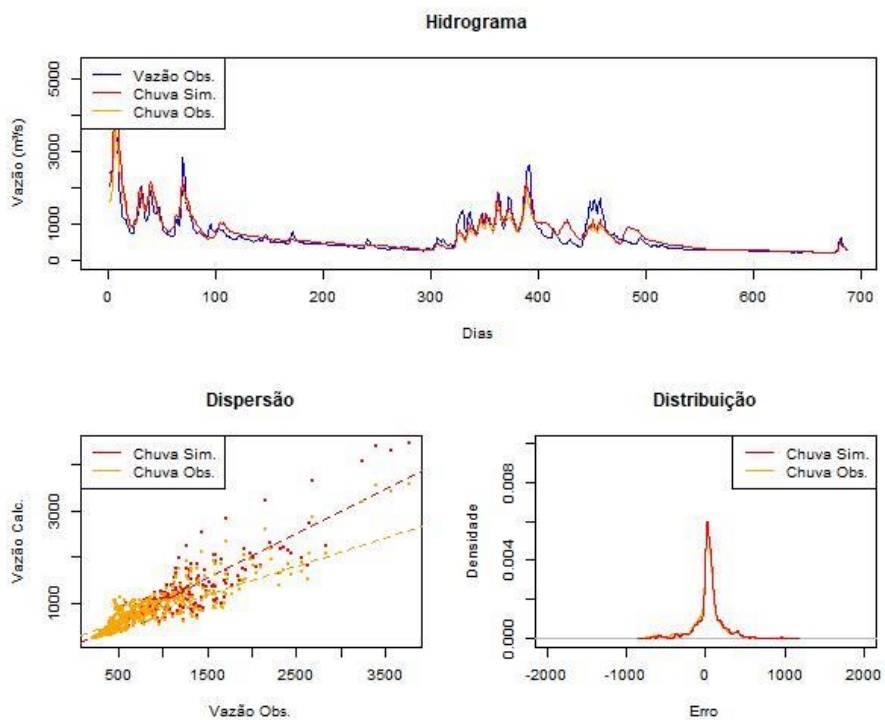 Hidrograma
Vazão (m³/s)
5000
3000
1000
0
Vazão Obs.
Chuva Sim.
Chuva Obs.
0 100 200 300 400 500 600 700
Dias
Dispersão
Vazão Calc.
3000
1000
Chuva Sim.
Chuva Obs.
500 1500 2500 3500
Vazão Obs.
Distribuição
Densidade
0.008
0.004
0.000
Chuva Sim.
Chuva Obs.
-2000 -1000 0 1000 2000
Erro